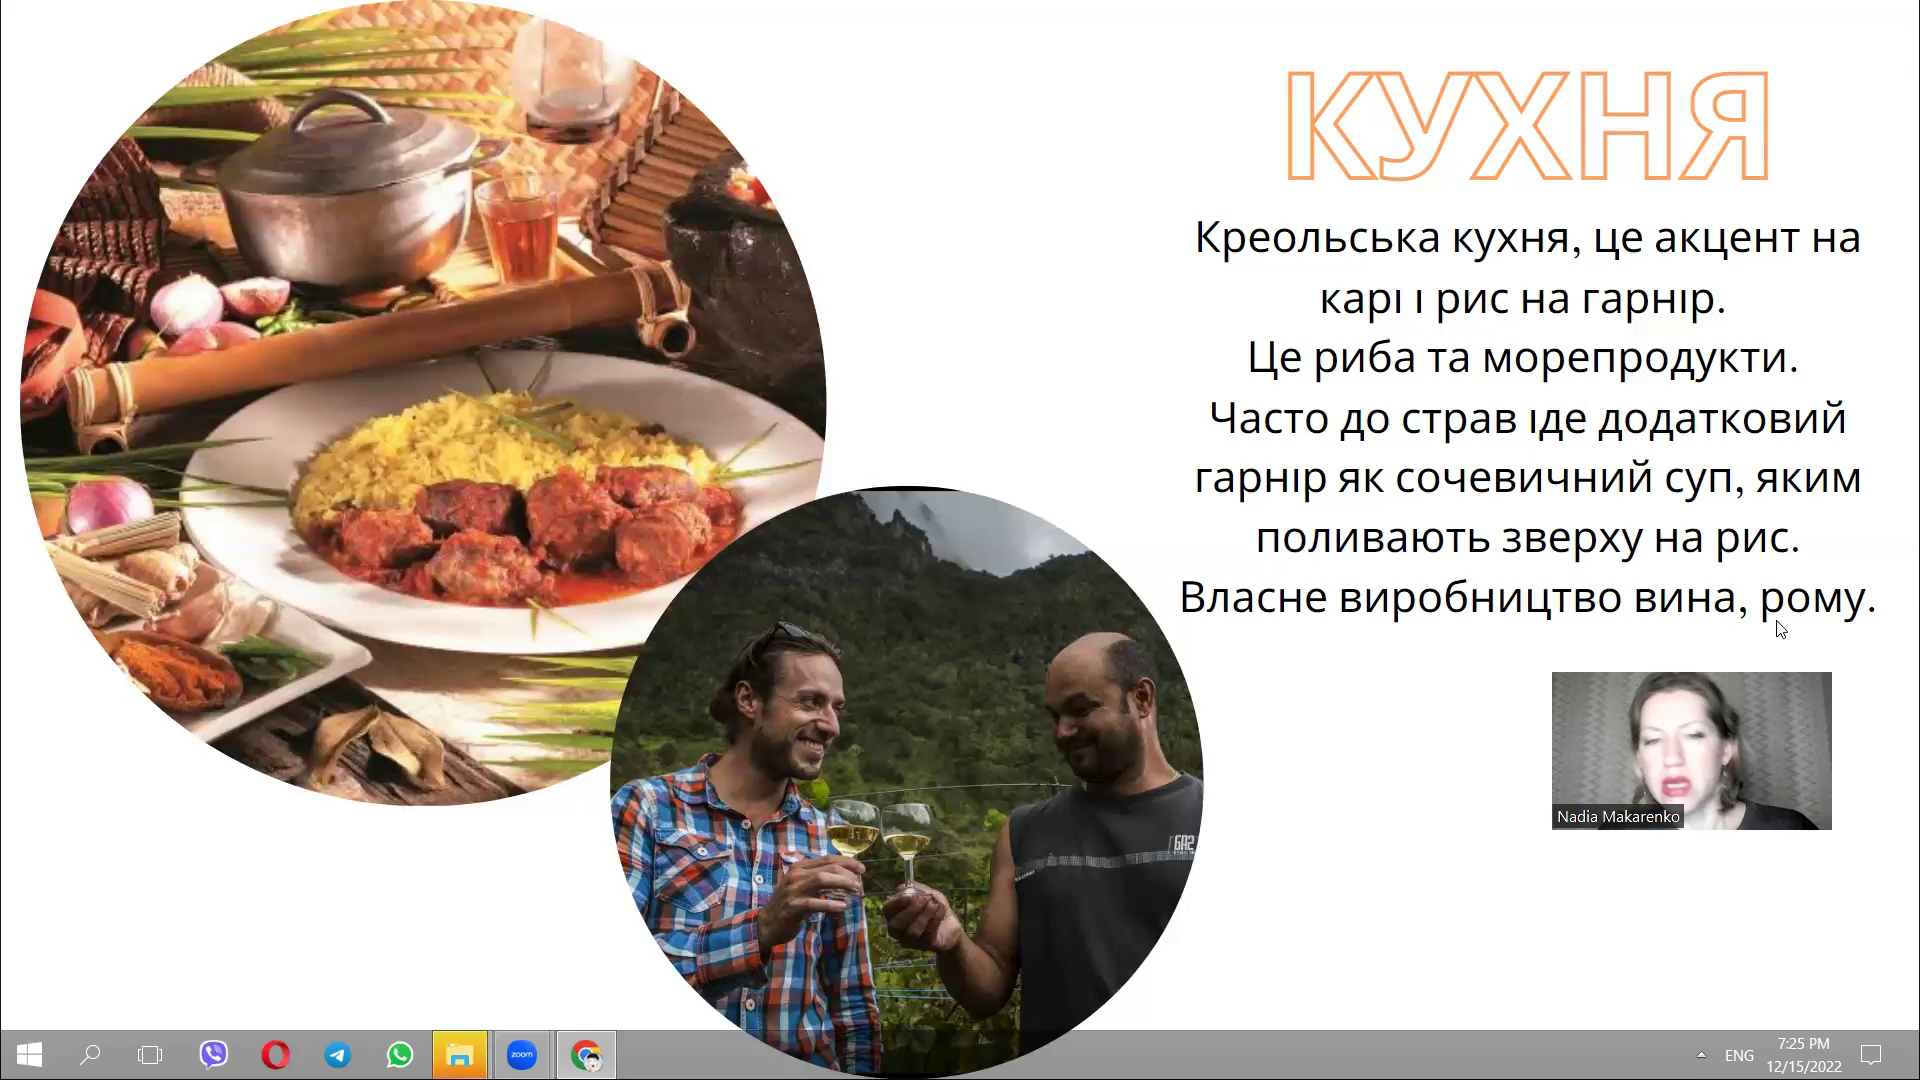 КУХНЯ
Креольська кухня, це акцент на
карі і рис на гарнір.
Це риба та морепродукти.
Часто до страв іде додатковий
гарнір як сочевичний суп, яким
поливають зверху на рис.
Власне виробництво вина, рому.
Nadia Makarenko
zoom
ENG
7:25 PM
12/15/2022